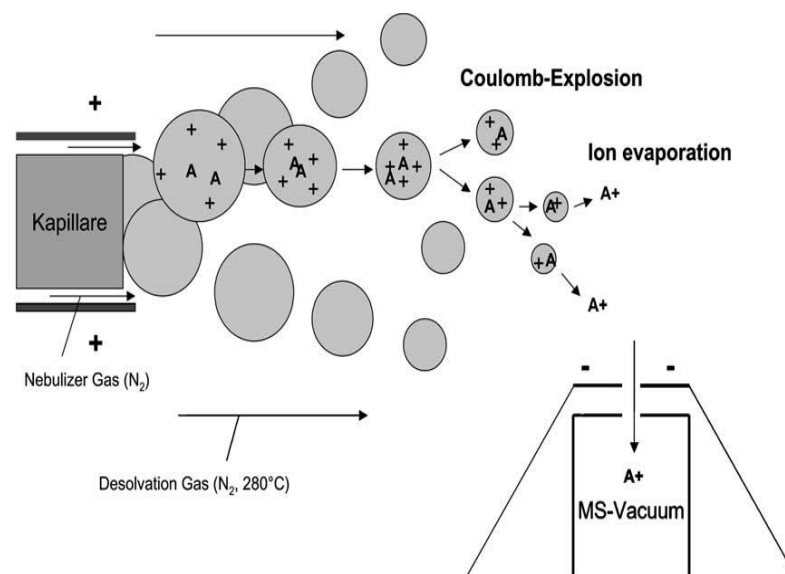 Coulomb-Explosion
Ion evaporation
+
Kapillare
+
Nebulizer Gas (N₂)
Desolvation Gas (N₂, 280°C)
+
+
+
+
A
A
+
+
+
+
A
A
+
+
A
+
+
A
+
+
A
+
+
A
+
A+
+A
A+
A+
-
-
A+
MS-Vacuum